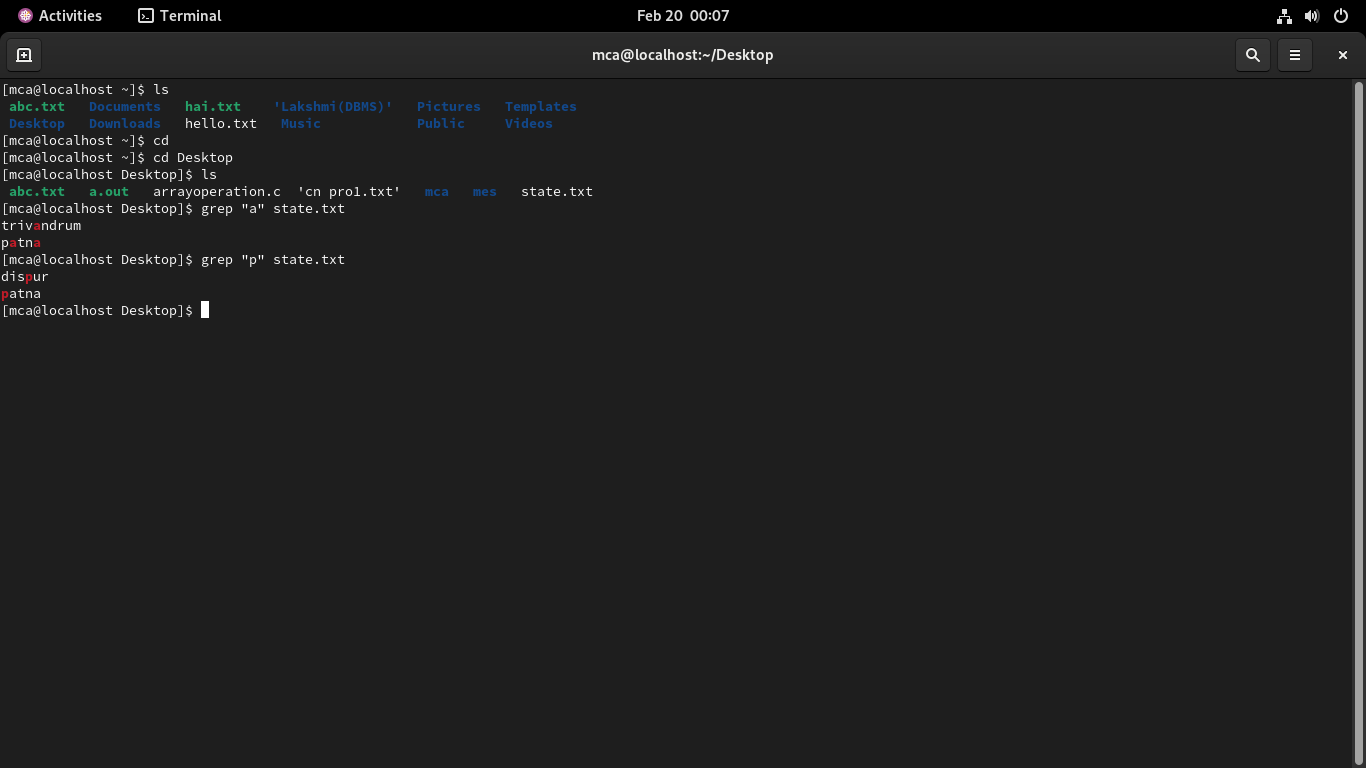 Activities Terminal Feb 20 00:07
mca@localhost:~/Desktop
[mca@localhost ~]$ ls
abc.txt Documents hai.txt 'Lakshmi(DBMS)' Pictures Templates
Desktop Downloads hello.txt Music Public Videos
[mca@localhost ~]$ cd
[mca@localhost ~]$ cd Desktop
[mca@localhost Desktop]$ ls
abc.txt a.out arrayoperation.c 'cn pro1.txt' mca mes state.txt
[mca@localhost Desktop]$ grep "a" state.txt
trivandrum
patna
[mca@localhost Desktop]$ grep "p" state.txt
dispur
patna
[mca@localhost Desktop]$